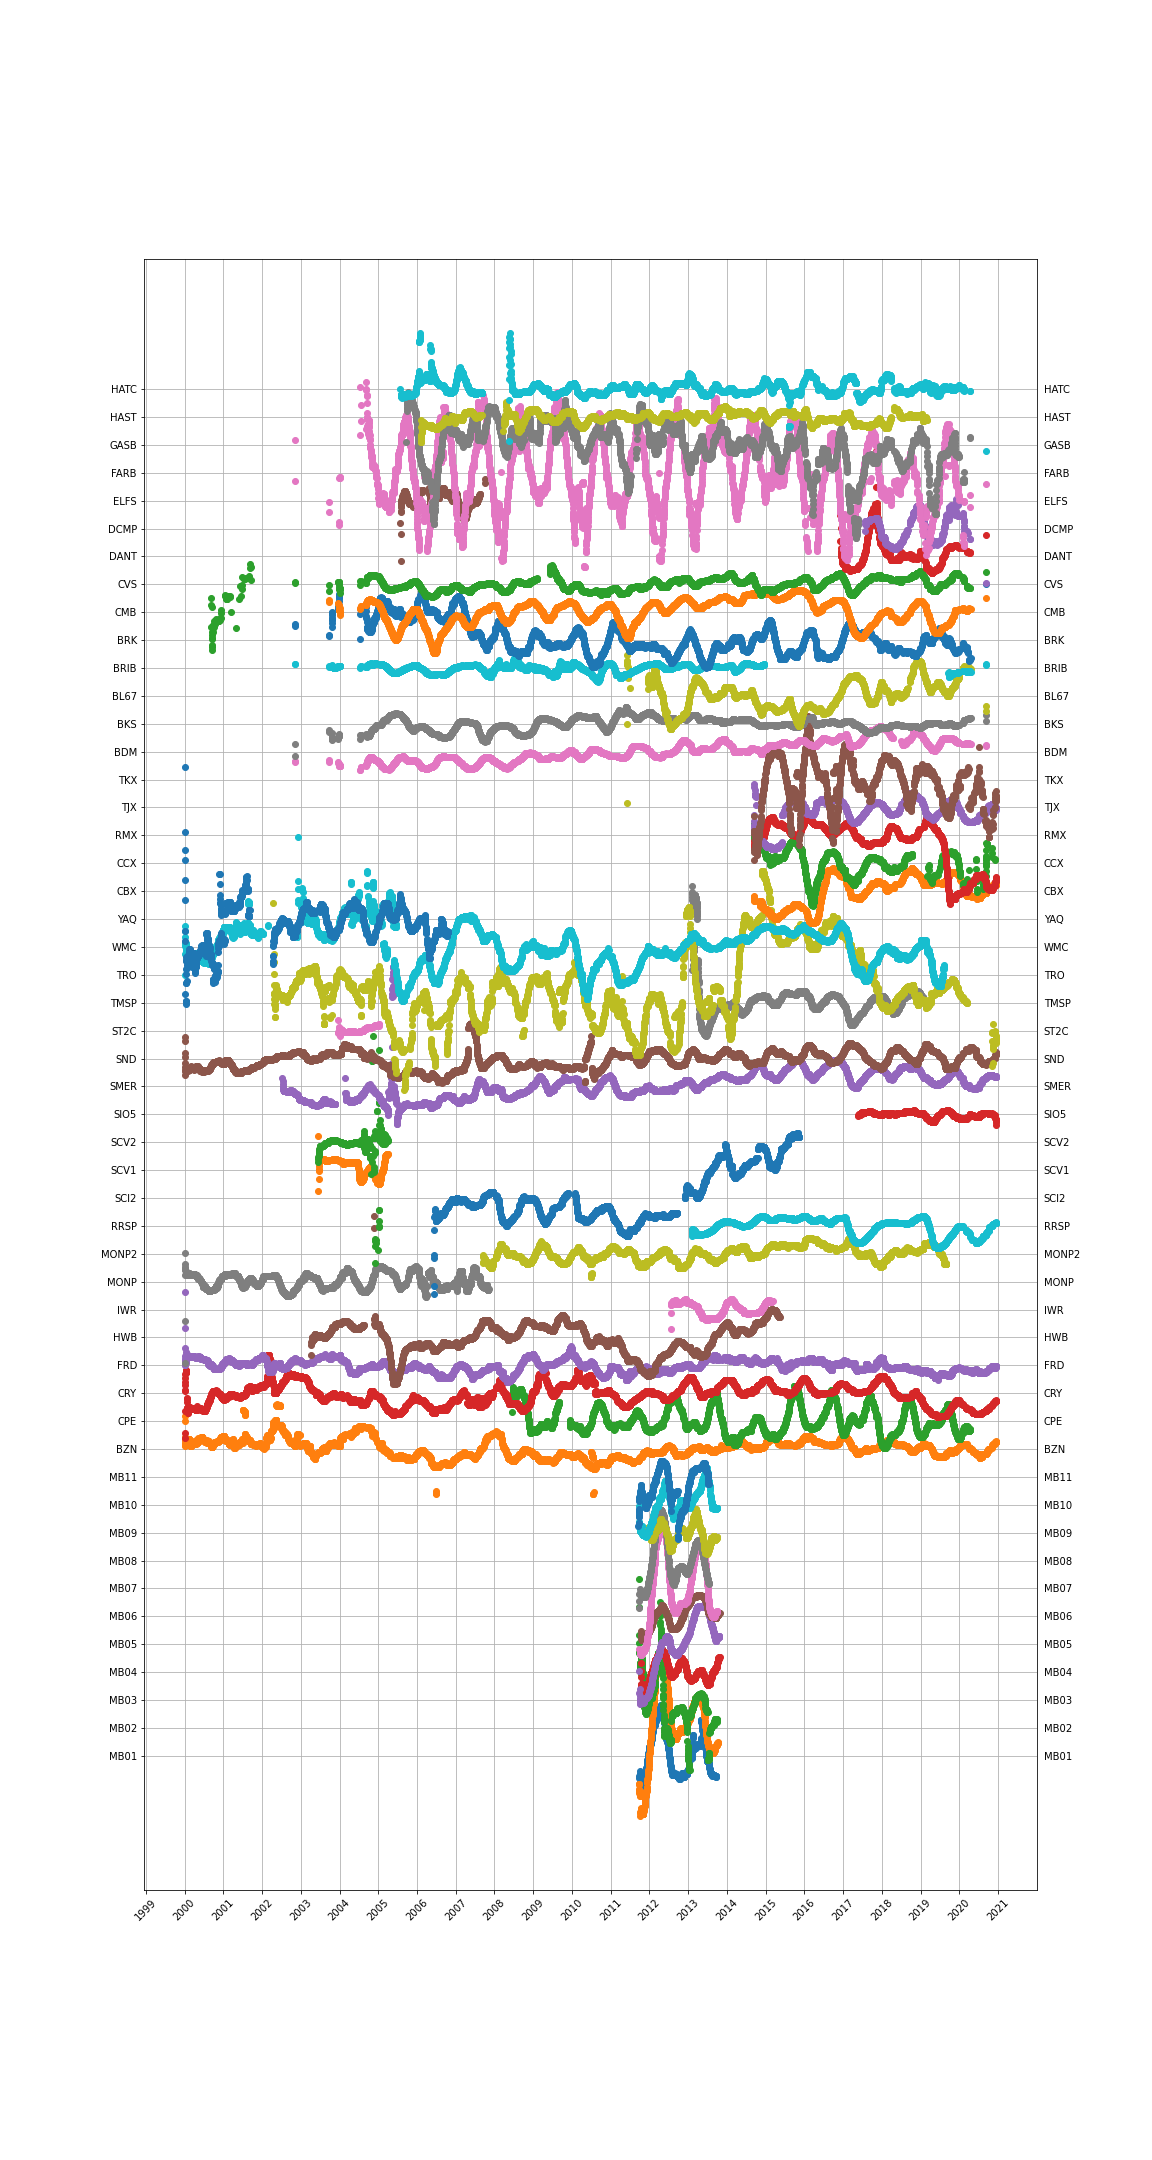 HATC HATC
HAST HAST
GASB GASB
FARB FARB
ELFS ELFS
DCMP DCMP
DANT DANT
CVS CVS
CMB CMB
BRK BRK
BRIB BRIB
BL67 BL67
BKS BKS
BDM BDM
TKX TKX
TJX TJX
RMX RMX
CCX CCX
CBX CBX
YAQ YAQ
WMC WMC
TRO TRO
TMSP TMSP
ST2C ST2C
SND SND
SMER SMER
SIO5 SIO5
SCV2 SCV2
SCV1 SCV1
SCI2 SCI2
RRSP RRSP
MONP2 MONP2
MONP MONP
IWR IWR
HWB HWB
FRD FRD
CRY CRY
CPE CPE
BZN BZN
MB11 MB11
MB10 MB10
MB09 MB09
MB08 MB08
MB07 MB07
MB06 MB06
MB05 MB05
MB04 MB04
MB03 MB03
MB02 MB02
MB01 MB01
1999 2000 2001 2002 2003 2004 2005 2006 2007 2008 2009 2010 2011 2012 2013 2014 2015 2016 2017 2018 2019 2020 2021